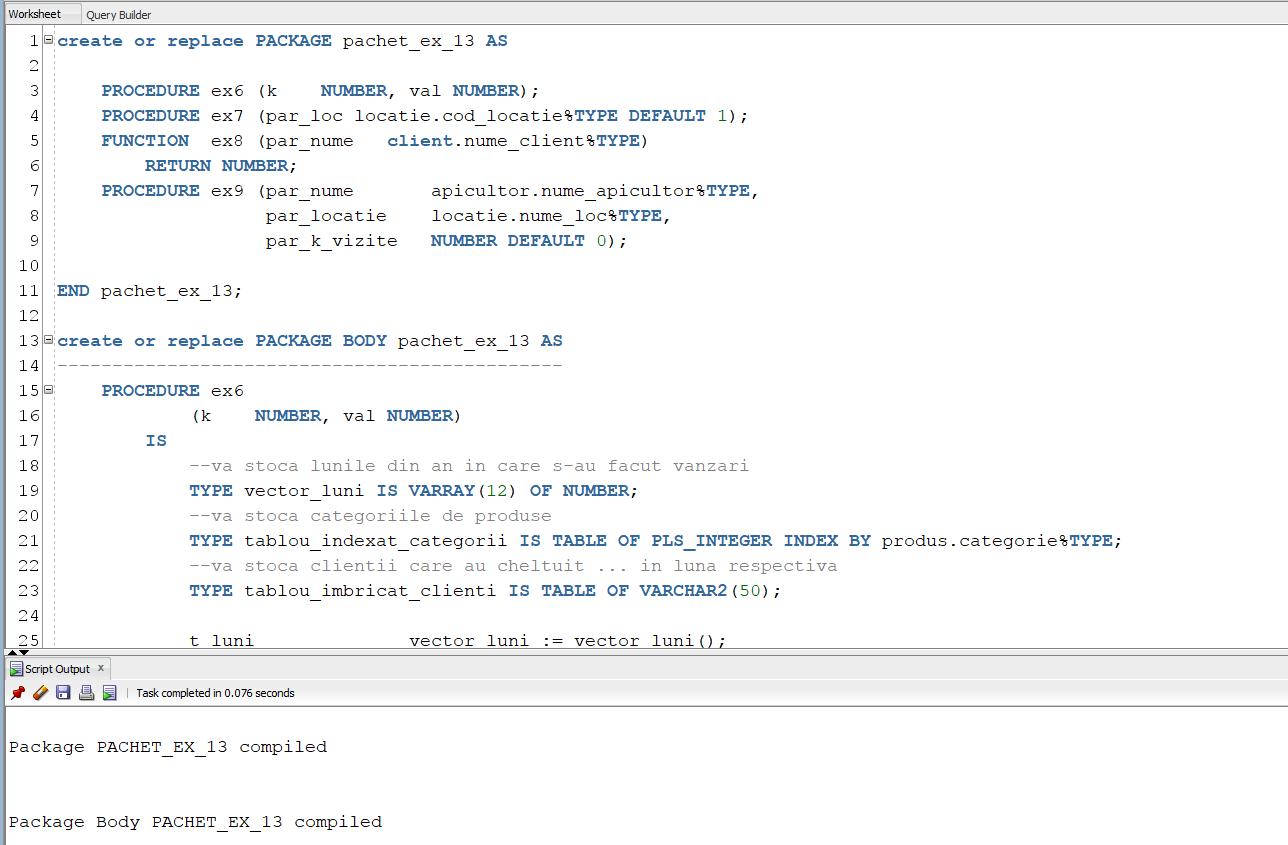 Worksheet Query Builder
1 create or replace PACKAGE pachet_ex_13 AS
2
3 PROCEDURE ex6 (k    NUMBER, val NUMBER);
4 PROCEDURE ex7 (par_loc locatie.cod_locatie%TYPE DEFAULT 1);
5 FUNCTION  ex8 (par_nume   client.nume_client%TYPE)
6 RETURN NUMBER;
7 PROCEDURE ex9 (par_nume       apicultor.nume_apicultor%TYPE,
8 par_locatie    locatie.nume_loc%TYPE,
9 par_k_vizite   NUMBER DEFAULT 0);
10
11 END pachet_ex_13;
12
13 create or replace PACKAGE BODY pachet_ex_13 AS
14 ----------------------------------------------
15 PROCEDURE ex6
16 (k    NUMBER, val NUMBER)
17 IS
18 --va stoca lunile din an in care s-au facut vanzari
19 TYPE vector_luni IS VARRAY(12) OF NUMBER;
20 --va stoca categoriile de produse
21 TYPE tablou_indexat_categorii IS TABLE OF PLS_INTEGER INDEX BY produs.categorie%TYPE;
22 --va stoca clientii care au cheltuit ... in luna respectiva
23 TYPE tablou_imbricat_clienti IS TABLE OF VARCHAR2(50);
24
25 t_luni              vector_luni := vector_luni();
Script Output x
Task completed in 0.076 seconds
Package PACHET_EX_13 compiled
Package Body PACHET_EX_13 compiled